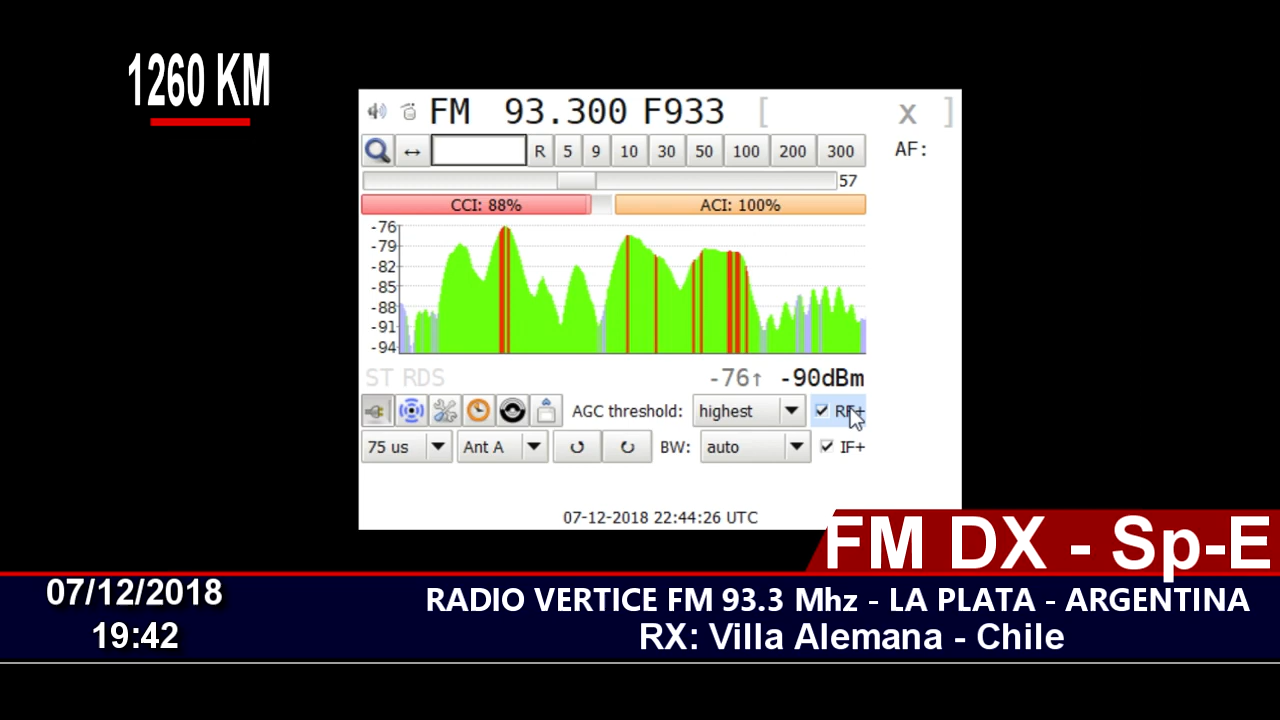 1260 KM
FM 93.300 F933 [ x ]
↔ R 5 9 10 30 50 100 200 300 AF:
57
CCI: 88% ACI: 100%
-76
-79
-82
-85
-88
-91
-94
ST RDS -76↑ -90dBm
AGC threshold: highest RF+
75 us Ant A ↺ ↻ BW: auto IF+
07-12-2018 22:44:26 UTC
FM DX - Sp-E
07/12/2018
19:42
RADIO VERTICE FM 93.3 Mhz - LA PLATA - ARGENTINA
RX: Villa Alemana - Chile